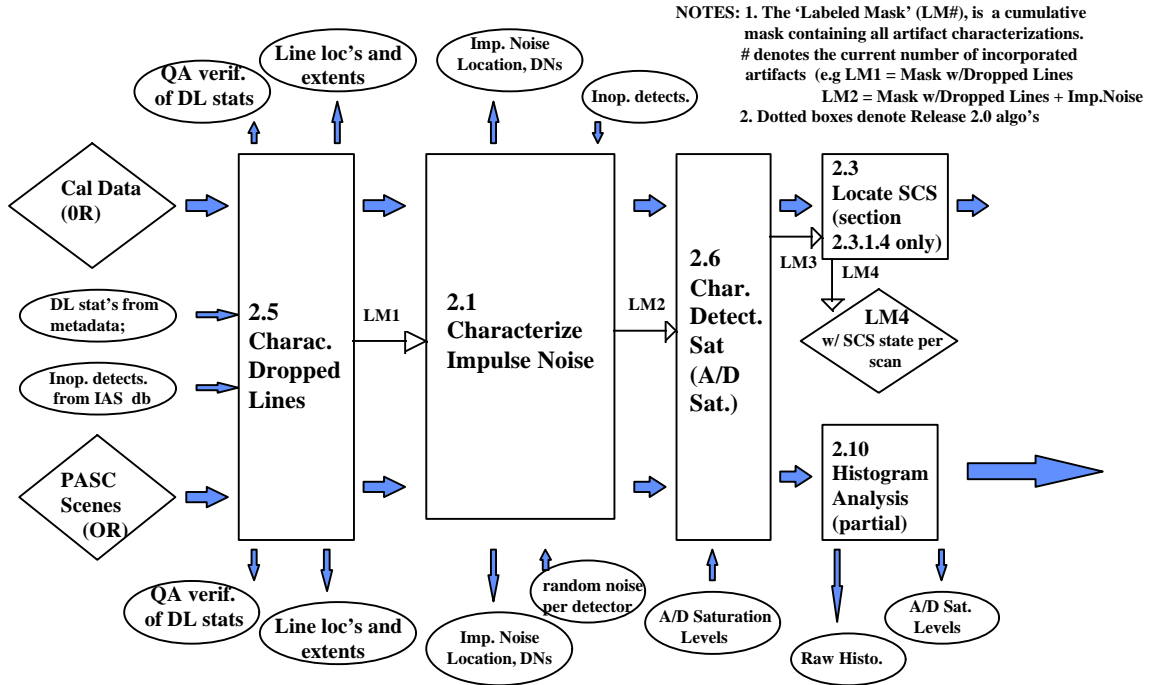 NOTES: 1. The ‘Labeled Mask’ (LM#), is a cumulative
mask containing all artifact characterizations.
# denotes the current number of incorporated
artifacts (e.g LM1 = Mask w/Dropped Lines
LM2 = Mask w/Dropped Lines + Imp.Noise
2. Dotted boxes denote Release 2.0 algo's
QA verif.
of DL stats
Line loc's and
extents
Imp. Noise
Location, DNs
Inop. detects.
Cal Data
(0R)
DL stat's from
metadata;
Inop. detects.
from IAS db
PASC
Scenes
(OR)
2.5
Charac.
Dropped
Lines
LM1
2.1
Characterize
Impulse Noise
LM2
2.6
Char.
Detect.
Sat
(A/D
Sat.)
LM3
2.3
Locate SCS
(section
2.3.1.4 only)
LM4
LM4
w/ SCS state per
scan
2.10
Histogram
Analysis
(partial)
QA verif.
of DL stats
Line loc's and
extents
Imp. Noise
Location, DNs
random noise
per detector
A/D Saturation
Levels
Raw Histo.
A/D Sat.
Levels